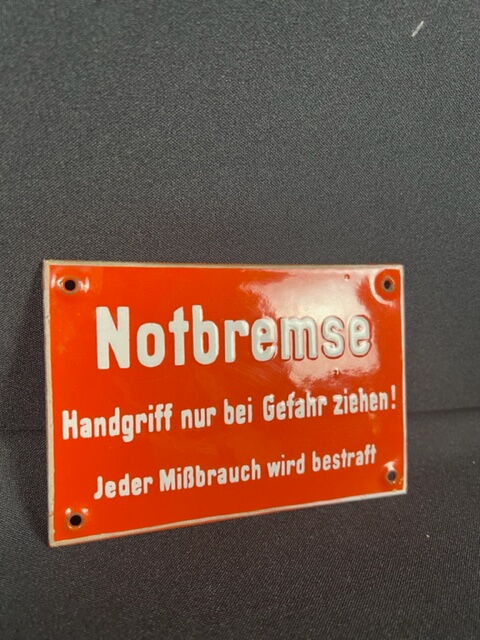 Notbremse
Handgriff nur bei Gefahr ziehen!
Jeder Mißbrauch wird bestraft